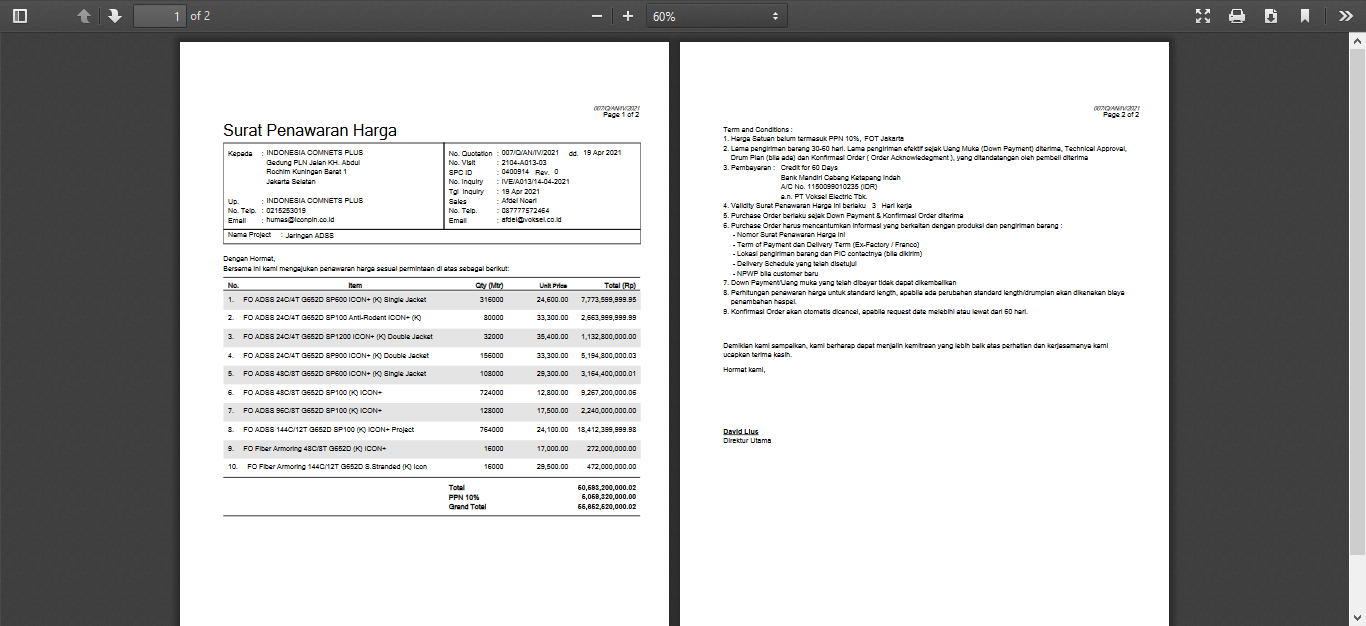 1 of 2
60%
007/Q/AN/IV/2021
Page 1 of 2
Surat Penawaran Harga
Kepada : INDONESIA COMNETS PLUS
Gedung PLN Jalan KH. Abdul
Rochim Kuningan Barat 1
Jakarta Selatan
Up. : INDONESIA COMNETS PLUS
No. Telp. : 0215253019
Email : humas@iconpln.co.id
No. Quotation : 007/Q/AN/IV/2021 dd. 19 Apr 2021
No. Visit : 2104-A013-03
SPC ID : 0400914 Rev. 0
No. Inquiry : IVE/A013/14-04-2021
Tgl Inquiry : 19 Apr 2021
Sales : Afdel Noari
No. Telp. : 087777572464
Email : afdel@voksel.co.id
Name Project : Jaringan ADSS
Dengan Hormat,
Bersama ini kami mengajukan penawaran harga sesuai permintaan di atas sebagai berikut:
No. Item Qty (Mtr) Unit Price Total (Rp)
1. FO ADSS 24C/4T G652D SP600 ICON+ (K) Single Jacket 316000 24,600.00 7,773,599,999.95
2. FO ADSS 24C/4T G652D SP100 Anti-Rodent ICON+ (K) 80000 33,300.00 2,663,999,999.99
3. FO ADSS 24C/4T G652D SP1200 ICON+ (K) Double Jacket 32000 35,400.00 1,132,800,000.00
4. FO ADSS 24C/4T G652D SP900 ICON+ (K) Double Jacket 156000 33,300.00 5,194,800,000.03
5. FO ADSS 48C/8T G652D SP600 ICON+ (K) Single Jacket 108000 29,300.00 3,164,400,000.01
6. FO ADSS 48C/8T G652D SP100 (K) ICON+ 724000 12,800.00 9,267,200,000.06
7. FO ADSS 96C/8T G652D SP100 (K) ICON+ 128000 17,500.00 2,240,000,000.00
8. FO ADSS 144C/12T G652D SP100 (K) ICON+ Project 764000 24,100.00 18,412,399,999.98
9. FO Fiber Armoring 48C/8T G652D (K) ICON+ 16000 17,000.00 272,000,000.00
10. FO Fiber Armoring 144C/12T G652D S.Stranded (K) Icon 16000 29,500.00 472,000,000.00
Total 50,593,200,000.02
PPN 10% 5,059,320,000.00
Grand Total 55,652,520,000.02
007/Q/AN/IV/2021
Page 2 of 2
Term and Conditions :
1. Harga Satuan belum termasuk PPN 10%, FOT Jakarta
2. Lama pengiriman barang 30-60 hari. Lama pengiriman efektif sejak Uang Muka (Down Payment) diterima, Technical Approval,
Drum Plan (bila ada) dan Konfirmasi Order ( Order Acknowledegment ), yang ditandatangan oleh pembeli diterima
3. Pembayaran : Credit for 60 Days
Bank Mandiri Cabang Ketapang Indah
A/C No. 1150099010235 (IDR)
a.n. PT Voksel Electric Tbk.
4. Validity Surat Penawaran Harga ini berlaku 3 Hari kerja
5. Purchase Order berlaku sejak Down Payment & Konfirmasi Order diterima
6. Purchase Order harus mencantumkan informasi yang berkaitan dengan produksi dan pengiriman barang :
- Nomor Surat Penawaran Harga ini
- Term of Payment dan Delivery Term (Ex-Factory / Franco)
- Lokasi pengiriman barang dan PIC contactnya (bila dikirim)
- Delivery Schedule yang telah disetujui
- NPWP bila customer baru
7. Down Payment/Uang muka yang telah dibayar tidak dapat dikembalikan
8. Perhitungan penawaran harga untuk standard length, apabila ada perubahan standard length/drumplan akan dikenakan biaya
penambahan haspel.
9. Konfirmasi Order akan otomatis dicancel, apabila request date melebihi atau lewat dari 60 hari.
Demikian kami sampaikan, kami berharap dapat menjalin kemitraan yang lebih baik atas perhatian dan kerjasamanya kami
ucapkan terima kasih.
Hormat kami,
David Lius
Direktur Utama